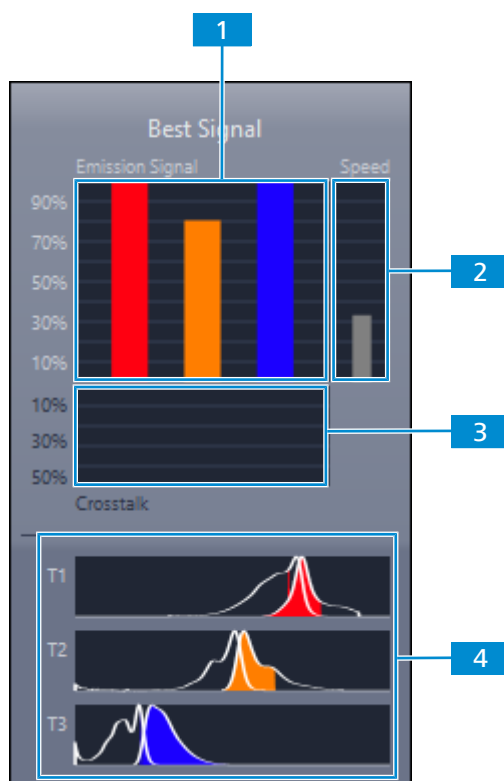 1
Best Signal
Emission Signal Speed
90%
70%
50%
30%
10%
2
10%
30%
50%
3
Crosstalk
T1
T2
T3
4